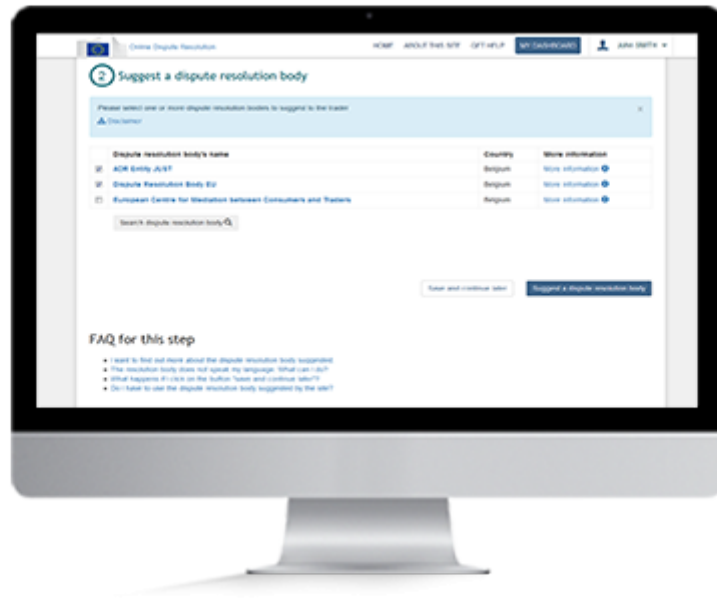 Online Dispute Resolution
HOME ABOUT THIS SITE GET HELP MY DASHBOARD SMITH
2 Suggest a dispute resolution body
Please select one or more dispute resolution bodies to suggest to the trader
Disclaimer
Dispute resolution body's name Country More information
ADR Entity JUST Belgium More information
Dispute Resolution Body EU Belgium More information
European Centre for Mediation between Consumers and Traders Belgium More information
Search dispute resolution body
Save and continue later Suggest a dispute resolution body
FAQ for this step
I want to find out more about the dispute resolution body suggested
The resolution body does not speak my language. What can I do?
What happens if I click on the button "save and continue later"?
Do I have to use the dispute resolution body suggested by the site?